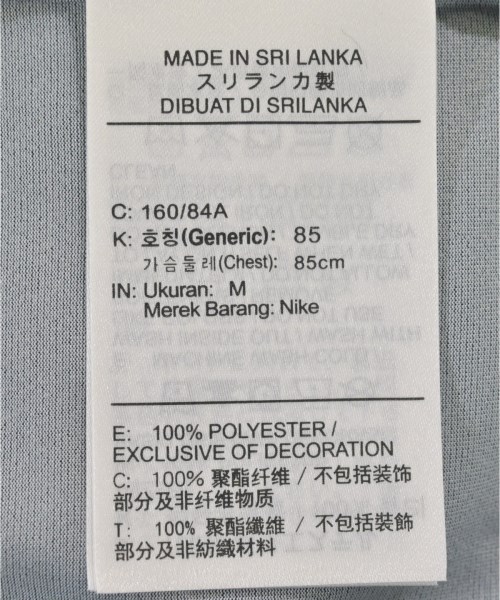 MADE IN SRI LANKA
スリランカ製
DIBUAT DI SRILANKA
C: 160/84A
K: 호칭(Generic): 85
가슴둘레(Chest): 85cm
IN: Ukuran: M
Merek Barang: Nike
E: 100% POLYESTER /
EXCLUSIVE OF DECORATION
C: 100% 聚酯纤维 / 不包括装饰
部分及非纤维物质
T: 100% 聚酯纖維 / 不包括裝飾
部分及非紡織材料